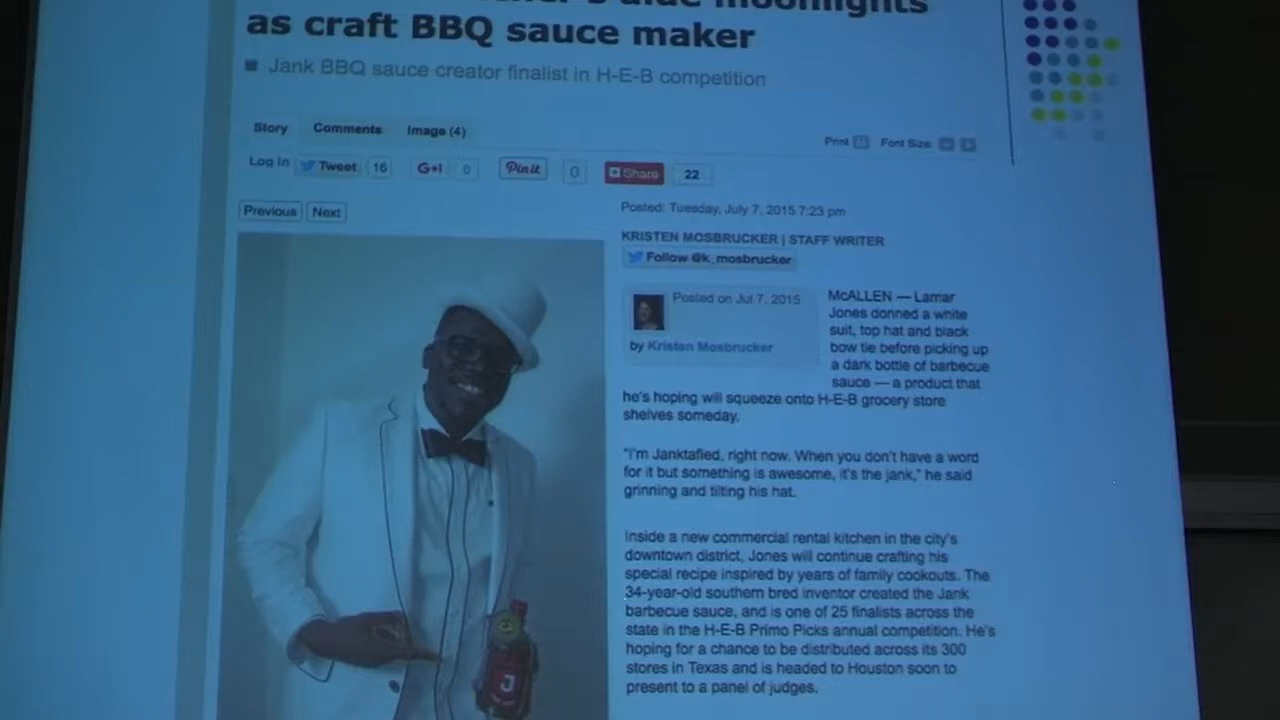 aide moonlights
as craft BBQ sauce maker
Jank BBQ sauce creator finalist in H-E-B competition
Story Comments Image (4)
Print Font Size:
Log In Tweet 16 G+1 0 Pin it 0 Share 22
Previous Next
Posted: Tuesday, July 7, 2015 7:23 pm
KRISTEN MOSBRUCKER | STAFF WRITER
Follow @k_mosbrucker
Posted on Jul 7, 2015
by Kristen Mosbrucker
McALLEN — Lamar
Jones donned a white
suit, top hat and black
bow tie before picking up
a dark bottle of barbecue
sauce — a product that
he's hoping will squeeze onto H-E-B grocery store
shelves someday.
"I'm Janktafied, right now. When you don't have a word
for it but something is awesome, it's the jank," he said
grinning and tilting his hat.
Inside a new commercial rental kitchen in the city's
downtown district, Jones will continue crafting his
special recipe inspired by years of family cookouts. The
34-year-old southern bred inventor created the Jank
barbecue sauce, and is one of 25 finalists across the
state in the H-E-B Primo Picks annual competition. He's
hoping for a chance to be distributed across its 300
stores in Texas and is headed to Houston soon to
present to a panel of judges.
J